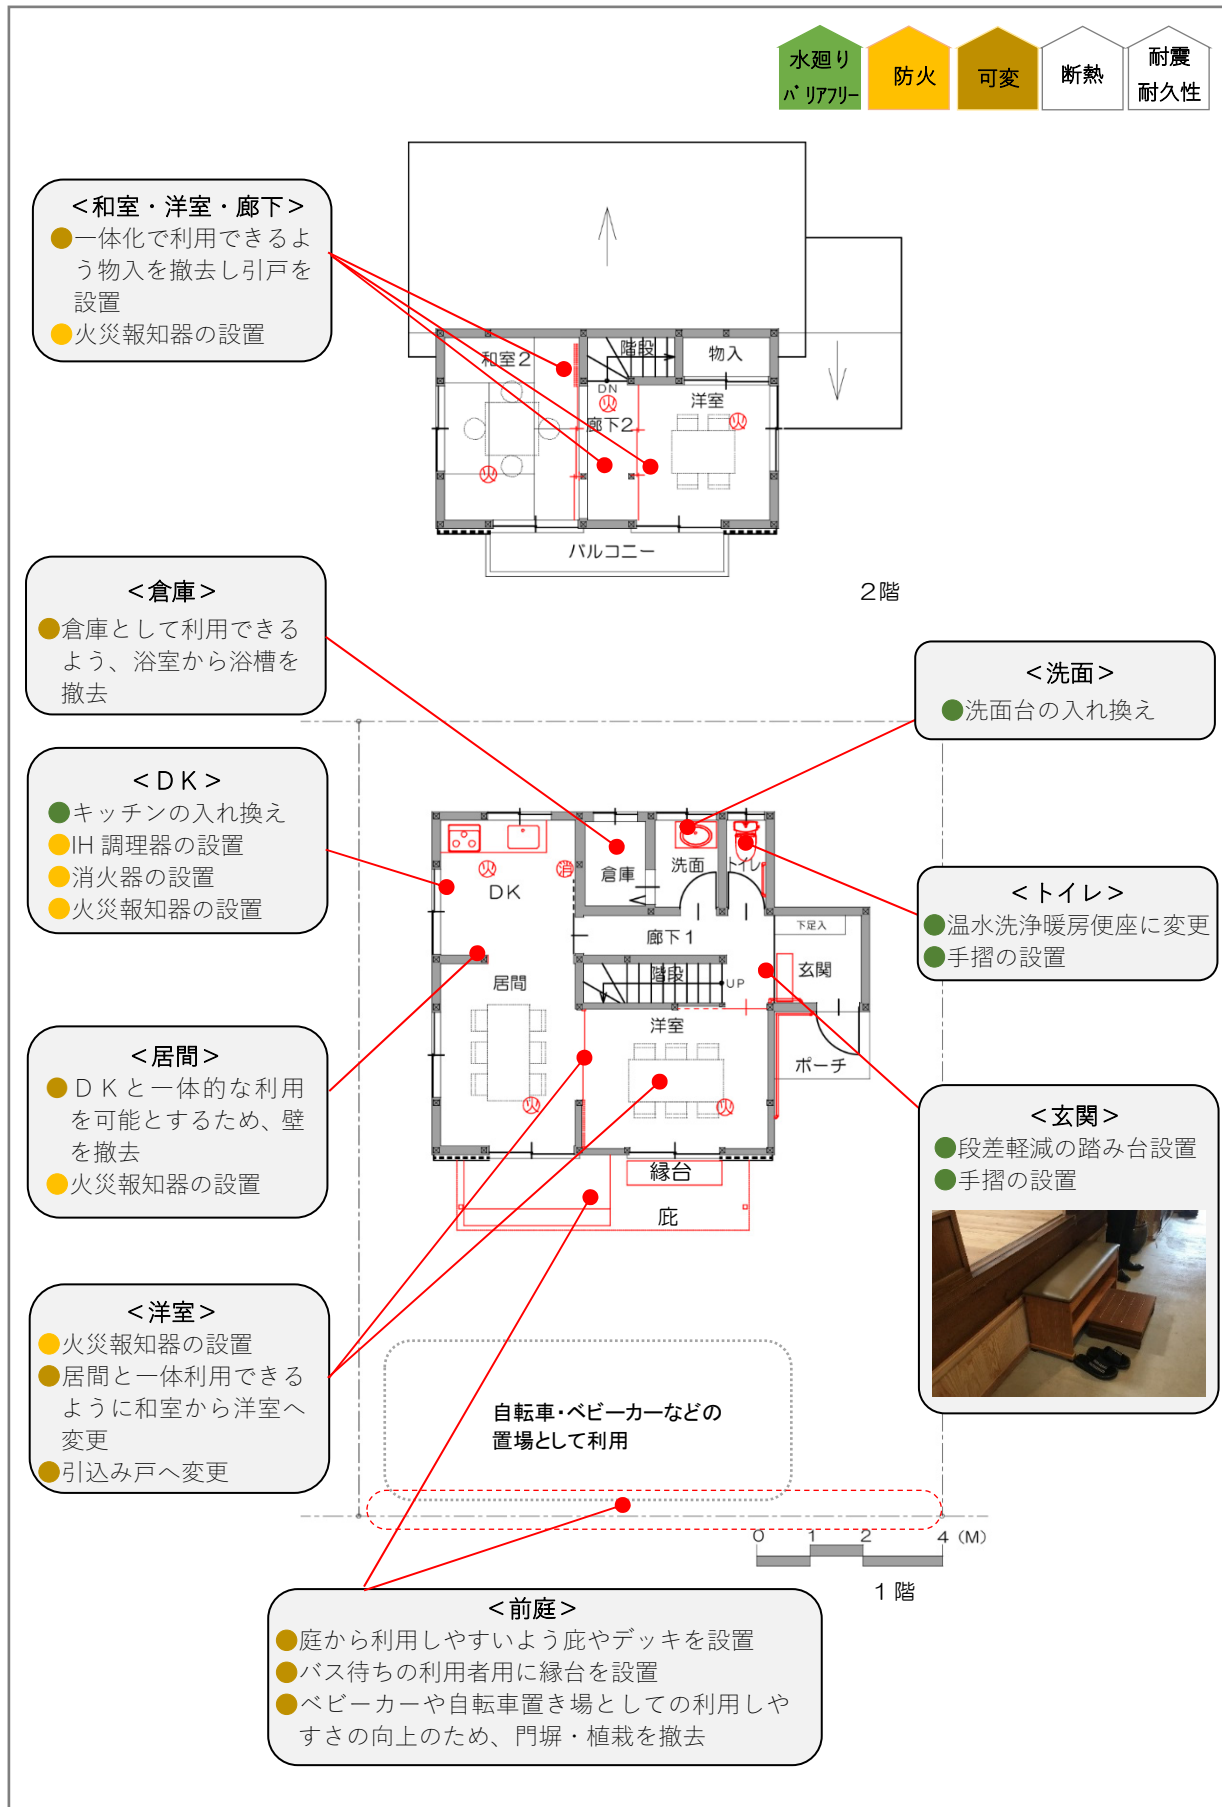 水廻り
ﾊﾞﾘｱﾌﾘｰ
防火
可変
断熱
耐震
耐久性
＜和室・洋室・廊下＞
●一体化で利用できるよ
う物入を撤去し引戸を
設置
●火災報知器の設置
和室2
階段
物入
DN
火
廊下2
洋室
火
火
バルコニー
2階
＜倉庫＞
●倉庫として利用できる
よう、浴室から浴槽を
撤去
＜洗面＞
●洗面台の入れ換え
＜DK＞
●キッチンの入れ換え
●IH 調理器の設置
●消火器の設置
●火災報知器の設置
火
消
DK
倉庫
洗面
トイレ
＜トイレ＞
●温水洗浄暖房便座に変更
●手摺の設置
廊下1
下足入
玄関
階段
UP
居間
洋室
ポーチ
火
火
縁台
庇
＜居間＞
●ＤＫと一体的な利用
を可能とするため、壁
を撤去
●火災報知器の設置
＜玄関＞
●段差軽減の踏み台設置
●手摺の設置
＜洋室＞
●火災報知器の設置
●居間と一体利用できる
ように和室から洋室へ
変更
●引込み戸へ変更
自転車・ベビーカーなどの
置場として利用
0 1 2 4 (M)
1階
＜前庭＞
●庭から利用しやすいよう庇やデッキを設置
●バス待ちの利用者用に縁台を設置
●ベビーカーや自転車置き場としての利用しや
すさの向上のため、門塀・植栽を撤去